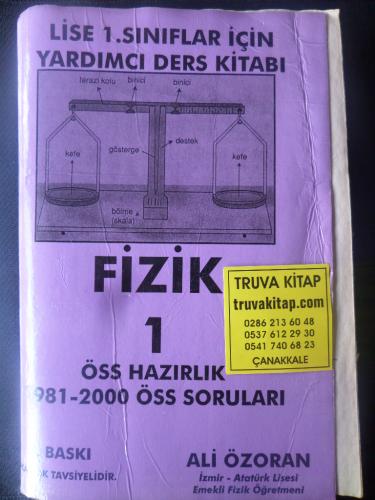 LİSE 1.SINIFLAR İÇİN
YARDIMCI DERS KİTABI
terazi kolu
binici
binici
destek
gösterge
kefe
kefe
bölme
(skala)
FİZİK
1
TRUVA KİTAP
truvakitap.com
0286 213 60 48
0537 612 29 30
0541 740 68 23
ÇANAKKALE
ÖSS HAZIRLIK
981-2000 ÖSS SORULARI
BASKI
TAVSİYELİDİR.
ALİ ÖZORAN
İzmir - Atatürk Lisesi
Emekli Fizik Öğretmeni